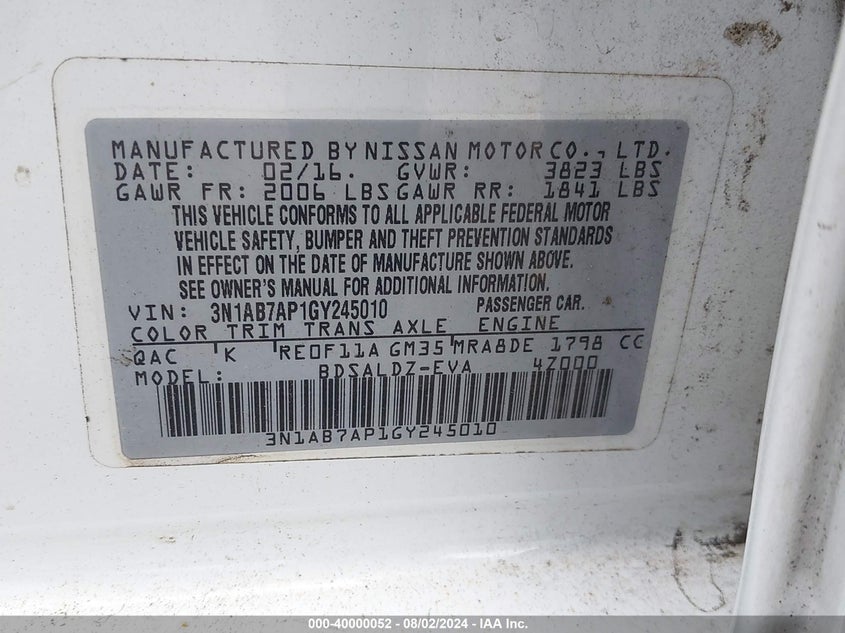 MANUFACTURED BY NISSAN MOTOR CO., LTD.
DATE: 02/16. GVWR: 3823 LBS
GAWR FR: 2006 LBS GAWR RR: 1841 LBS
THIS VEHICLE CONFORMS TO ALL APPLICABLE FEDERAL MOTOR
VEHICLE SAFETY, BUMPER AND THEFT PREVENTION STANDARDS
IN EFFECT ON THE DATE OF MANUFACTURE SHOWN ABOVE.
SEE OWNER'S MANUAL FOR ADDITIONAL INFORMATION.
VIN: 3N1AB7AP1GY245010 PASSENGER CAR.
COLOR TRIM TRANS AXLE ENGINE
QAC K RE0F11A GM35 MRA8DE 1798 CC
MODEL: BDSALDZ-EVA 4Z000
3N1AB7AP1GY245010
000-40000052 - 08/02/2024 - IAA Inc.